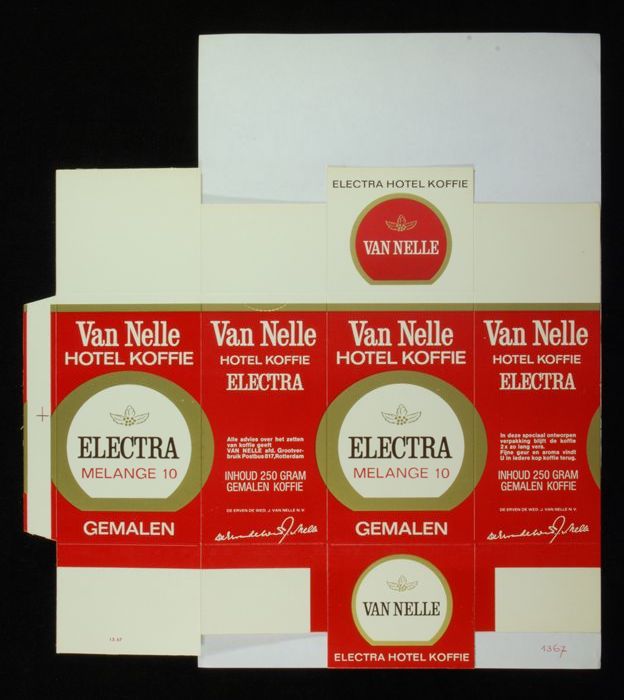 ELECTRA HOTEL KOFFIE
VAN NELLE
Van Nelle
HOTEL KOFFIE
ELECTRA
MELANGE 10
GEMALEN
Van Nelle
HOTEL KOFFIE
ELECTRA
Alle advies over het zetten
van koffie geeft
VAN NELLE afd. Grootver-
bruik Postbus 817, Rotterdam
INHOUD 250 GRAM
GEMALEN KOFFIE
DE ERVEN DE WED. J. VAN NELLE N.V.
Van Nelle
HOTEL KOFFIE
ELECTRA
MELANGE 10
GEMALEN
Van Nelle
HOTEL KOFFIE
ELECTRA
In deze speciaal ontworpen
verpakking blijft de koffie
2 x zo lang vers.
Fijne geur en aroma vindt
U in iedere kop koffie terug.
INHOUD 250 GRAM
GEMALEN KOFFIE
DE ERVEN DE WED. J. VAN NELLE N.V.
VAN NELLE
ELECTRA HOTEL KOFFIE
13 67
1367